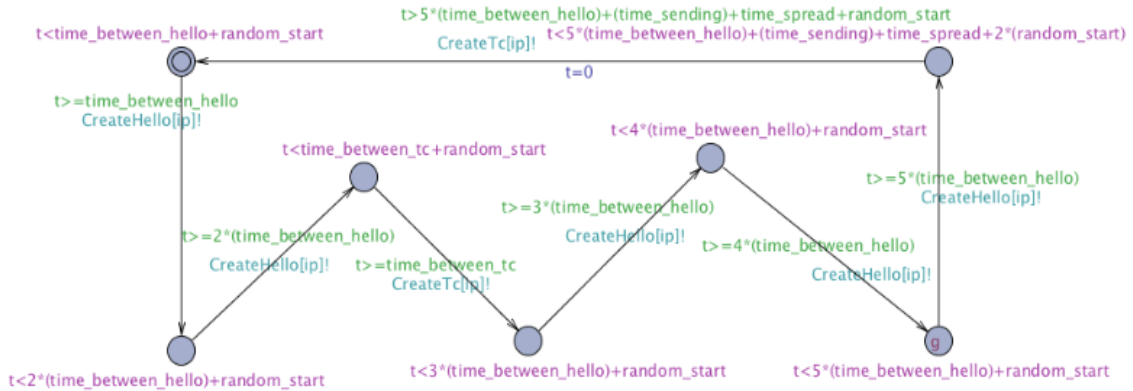 t>5*(time_between_hello)+(time_sending)+time_spread+random_start
t<time_between_hello+random_start
t<5*(time_between_hello)+(time_sending)+time_spread+2*(random_start)
CreateTc[ip]!
t=0
t>=time_between_hello
CreateHello[ip]!
t<4*(time_between_hello)+random_start
t<time_between_tc+random_start
t>=5*(time_between_hello)
CreateHello[ip]!
t>=3*(time_between_hello)
CreateHello[ip]!
t>=2*(time_between_hello)
CreateHello[ip]!
t>=4*(time_between_hello)
CreateHello[ip]!
t>=time_between_tc
CreateTc[ip]!
g
t<2*(time_between_hello)+random_start
t<3*(time_between_hello)+random_start
t<5*(time_between_hello)+random_start